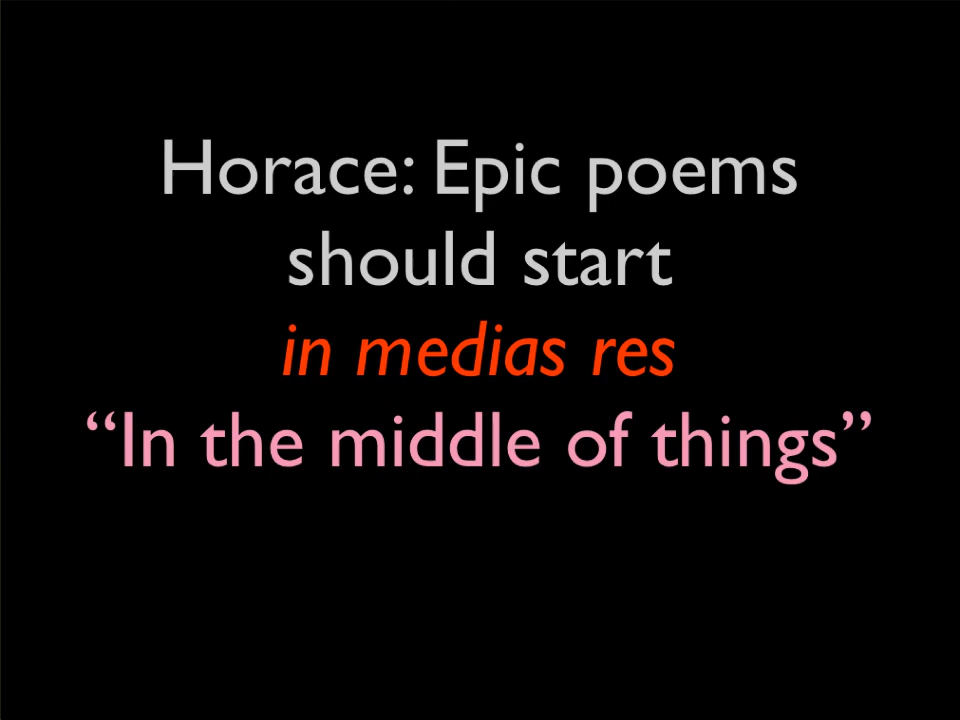 Horace: Epic poems
should start
in medias res
“In the middle of things”